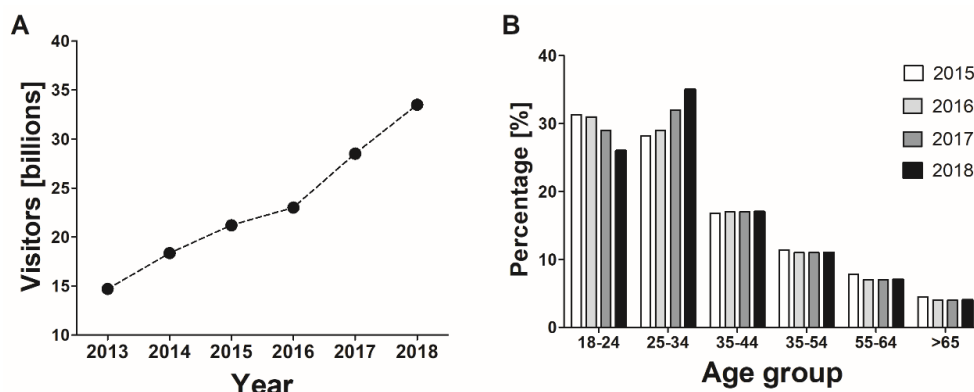 A
Visitors [billions]
40
35
30
25
20
15
10
2013 2014 2015 2016 2017 2018
Year
B
Percentage [%]
40
30
20
10
0
18-24 25-34 35-44 35-54 55-64 >65
Age group
2015
2016
2017
2018